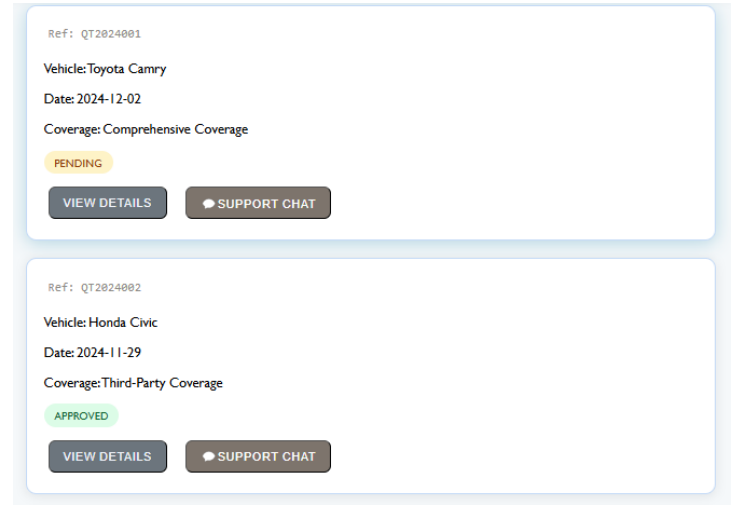 Ref: QT2024001
Vehicle:Toyota Camry
Date: 2024-12-02
Coverage: Comprehensive Coverage
PENDING
VIEW DETAILS SUPPORT CHAT
Ref: QT2024002
Vehicle: Honda Civic
Date: 2024-11-29
Coverage:Third-Party Coverage
APPROVED
VIEW DETAILS SUPPORT CHAT